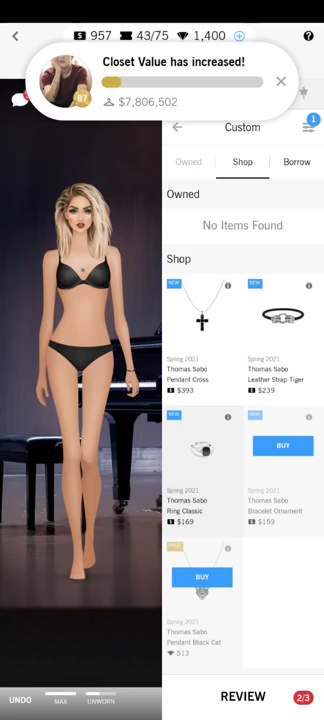 957 43/75 1,400
Closet Value has increased!
87
$7,806,502
Custom
1
Owned Shop Borrow
Owned
No Items Found
Shop
NEW
Spring 2021
Thomas Sabo
Pendant Cross
$393
NEW
Spring 2021
Thomas Sabo
Leather Strap Tiger
$239
NEW
Spring 2021
Thomas Sabo
Ring Classic
$169
NEW
BUY
Spring 2021
Thomas Sabo
Bracelet Ornament
$159
BUY
Spring 2021
Thomas Sabo
Pendant Black Cat
513
UNDO
MAX
UNWORN
REVIEW
2/3